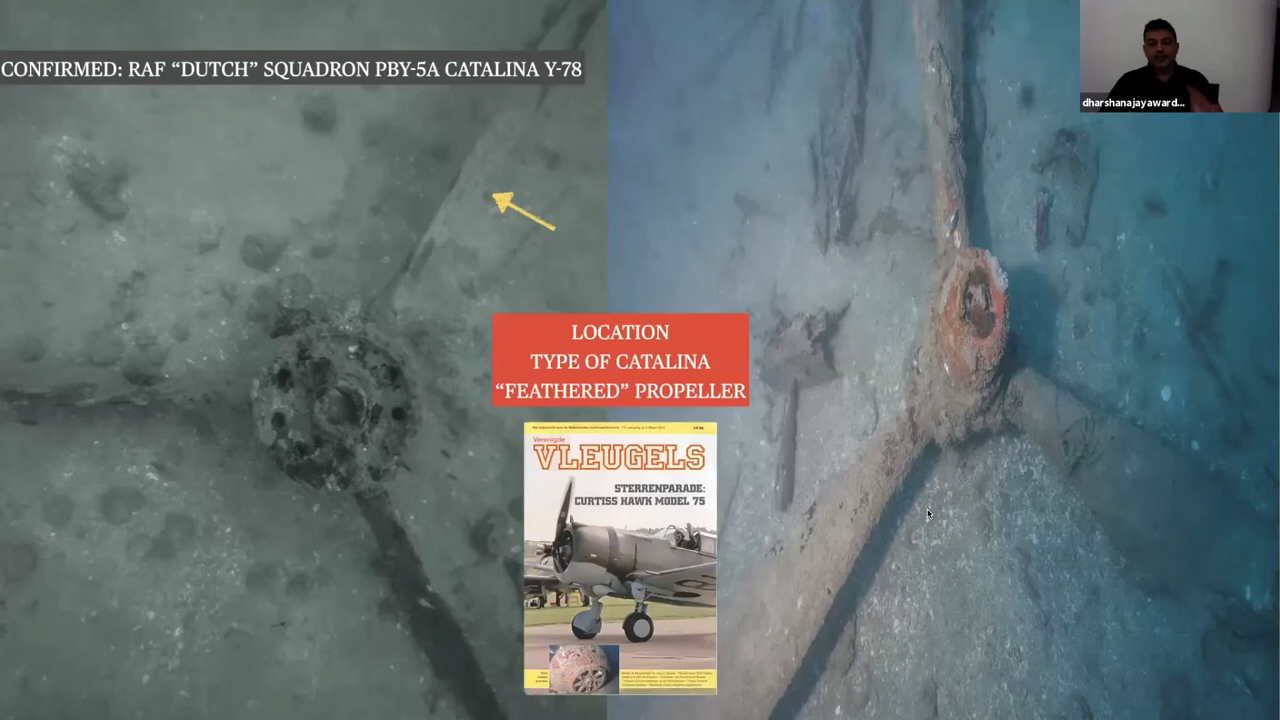 CONFIRMED: RAF “DUTCH” SQUADRON PBY-5A CATALINA Y-78
dharshanajayaward...
LOCATION
TYPE OF CATALINA
“FEATHERED” PROPELLER
Verenigde
VLEUGELS
STERRENPARADE:
CURTISS HAWK MODEL 75